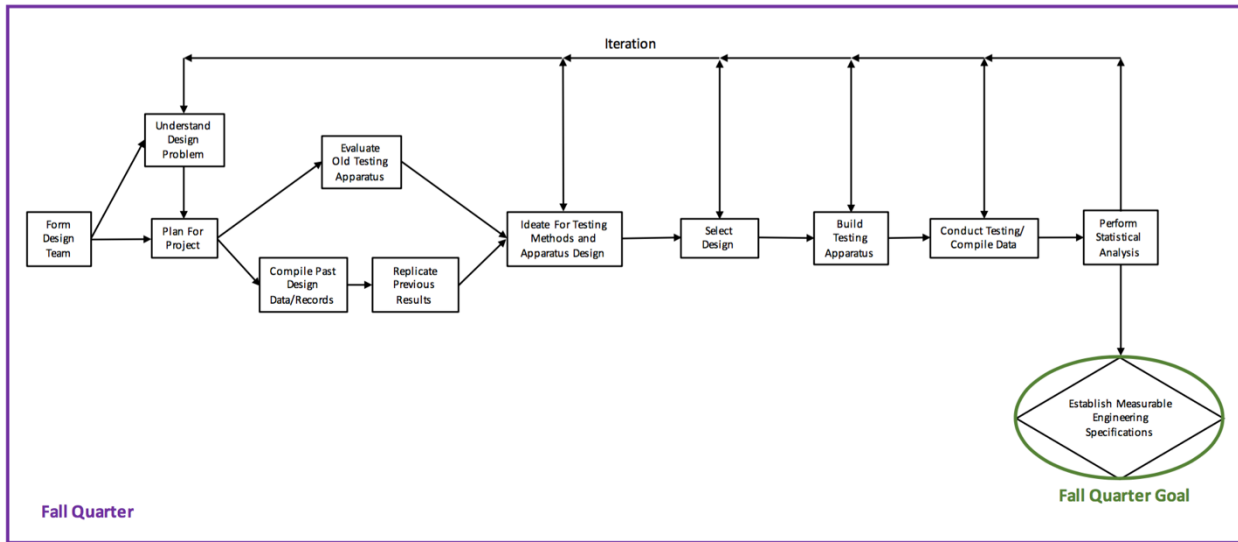 Iteration
Understand
Design
Problem
Evaluate
Old Testing
Apparatus
Form
Design
Team
Plan For
Project
Ideate For Testing
Methods and
Apparatus Design
Select
Design
Build
Testing
Apparatus
Conduct Testing/
Compile Data
Perform
Statistical
Analysis
Compile Past
Design
Data/Records
Replicate
Previous
Results
Establish Measurable
Engineering
Specifications
Fall Quarter Goal
Fall Quarter